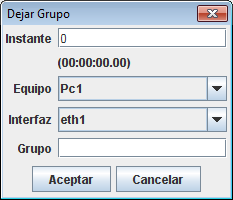 Dejar Grupo
Instante 0
(00:00:00.00)
Equipo Pc1
Interfaz eth1
Grupo
Aceptar Cancelar